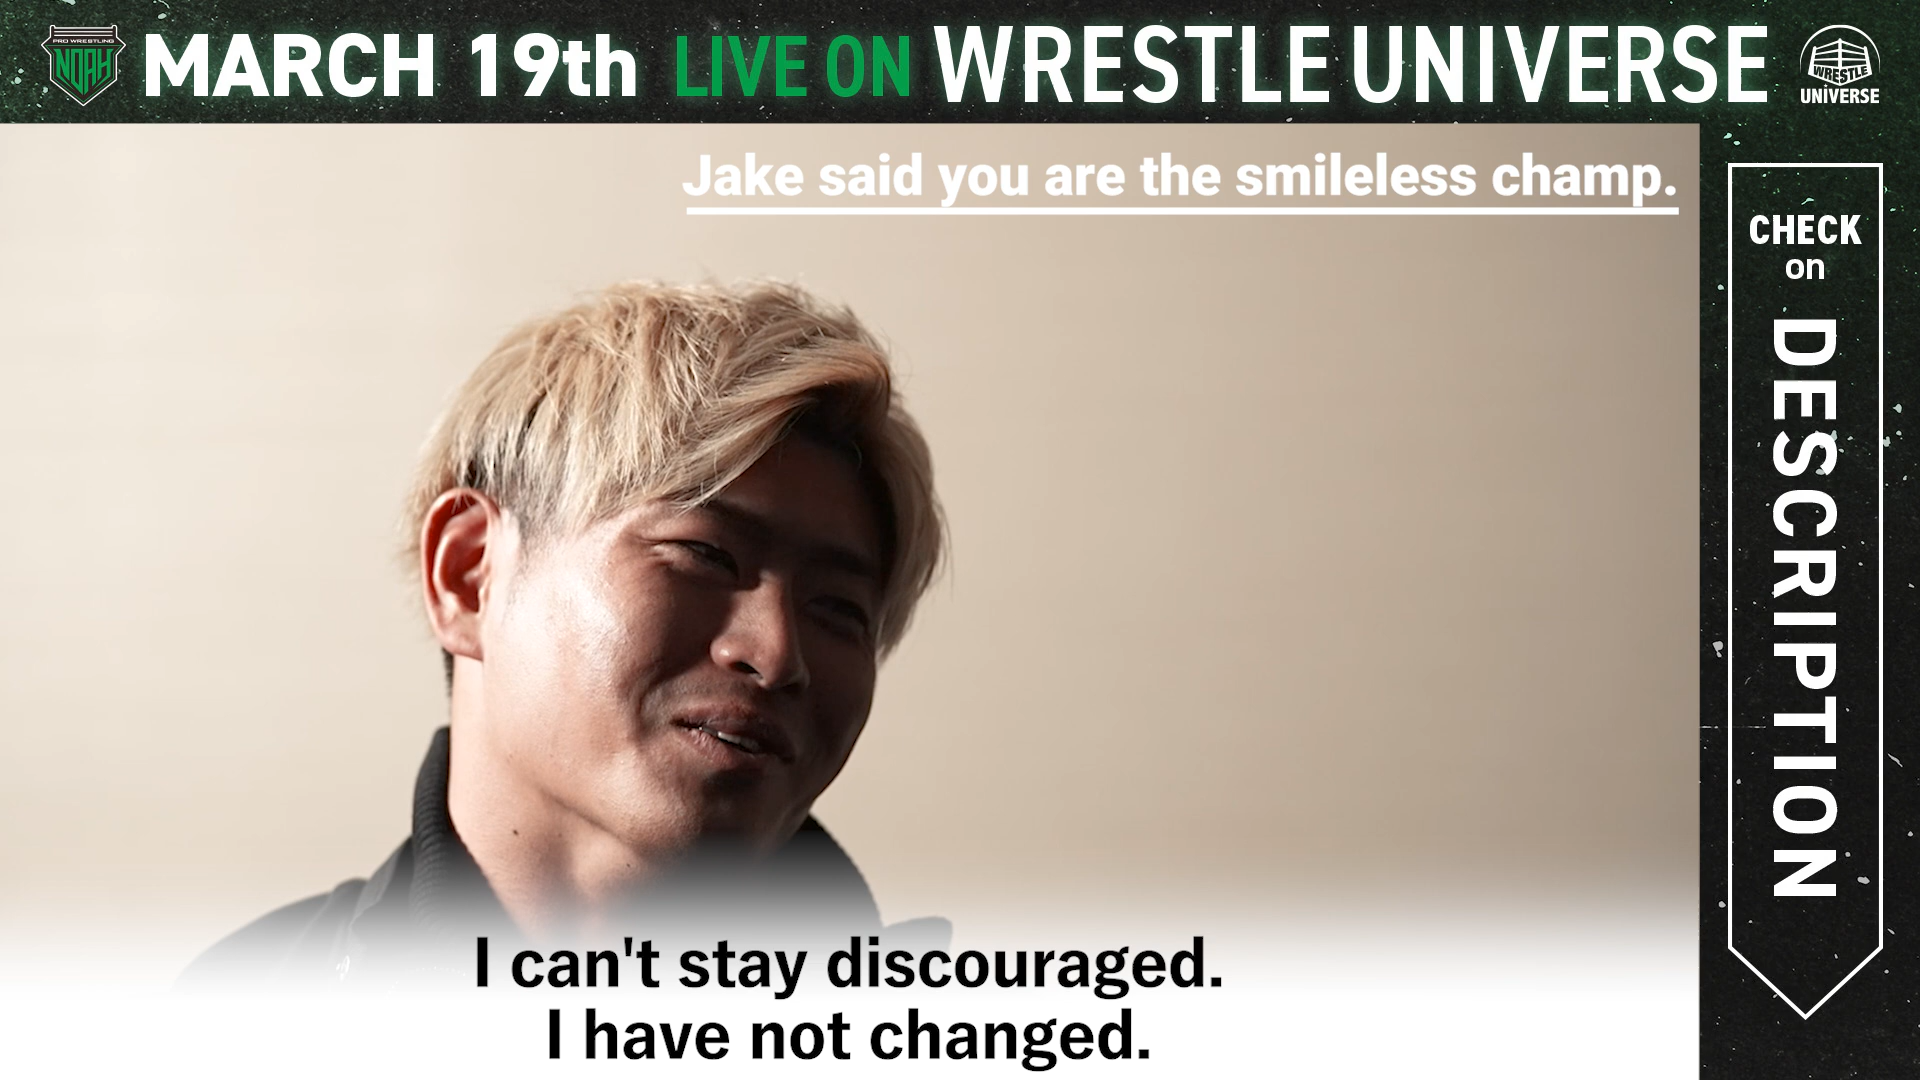 PRO WRESTLING
NOAH
MARCH 19th LIVE ON WRESTLE UNIVERSE
WRESTLE
UNIVERSE
Jake said you are the smileless champ.
CHECK
on
DESCRIPTION
I can't stay discouraged.
I have not changed.